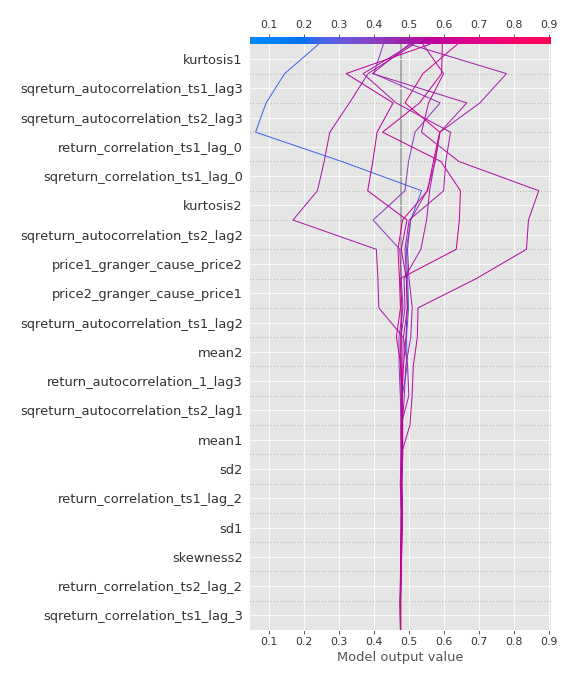 0.1 0.2 0.3 0.4 0.5 0.6 0.7 0.8 0.9
kurtosis1
sqreturn_autocorrelation_ts1_lag3
sqreturn_autocorrelation_ts2_lag3
return_correlation_ts1_lag_0
sqreturn_correlation_ts1_lag_0
kurtosis2
sqreturn_autocorrelation_ts2_lag2
price1_granger_cause_price2
price2_granger_cause_price1
sqreturn_autocorrelation_ts1_lag2
mean2
return_autocorrelation_1_lag3
sqreturn_autocorrelation_ts2_lag1
mean1
sd2
return_correlation_ts1_lag_2
sd1
skewness2
return_correlation_ts2_lag_2
sqreturn_correlation_ts1_lag_3
0.1 0.2 0.3 0.4 0.5 0.6 0.7 0.8 0.9
Model output value